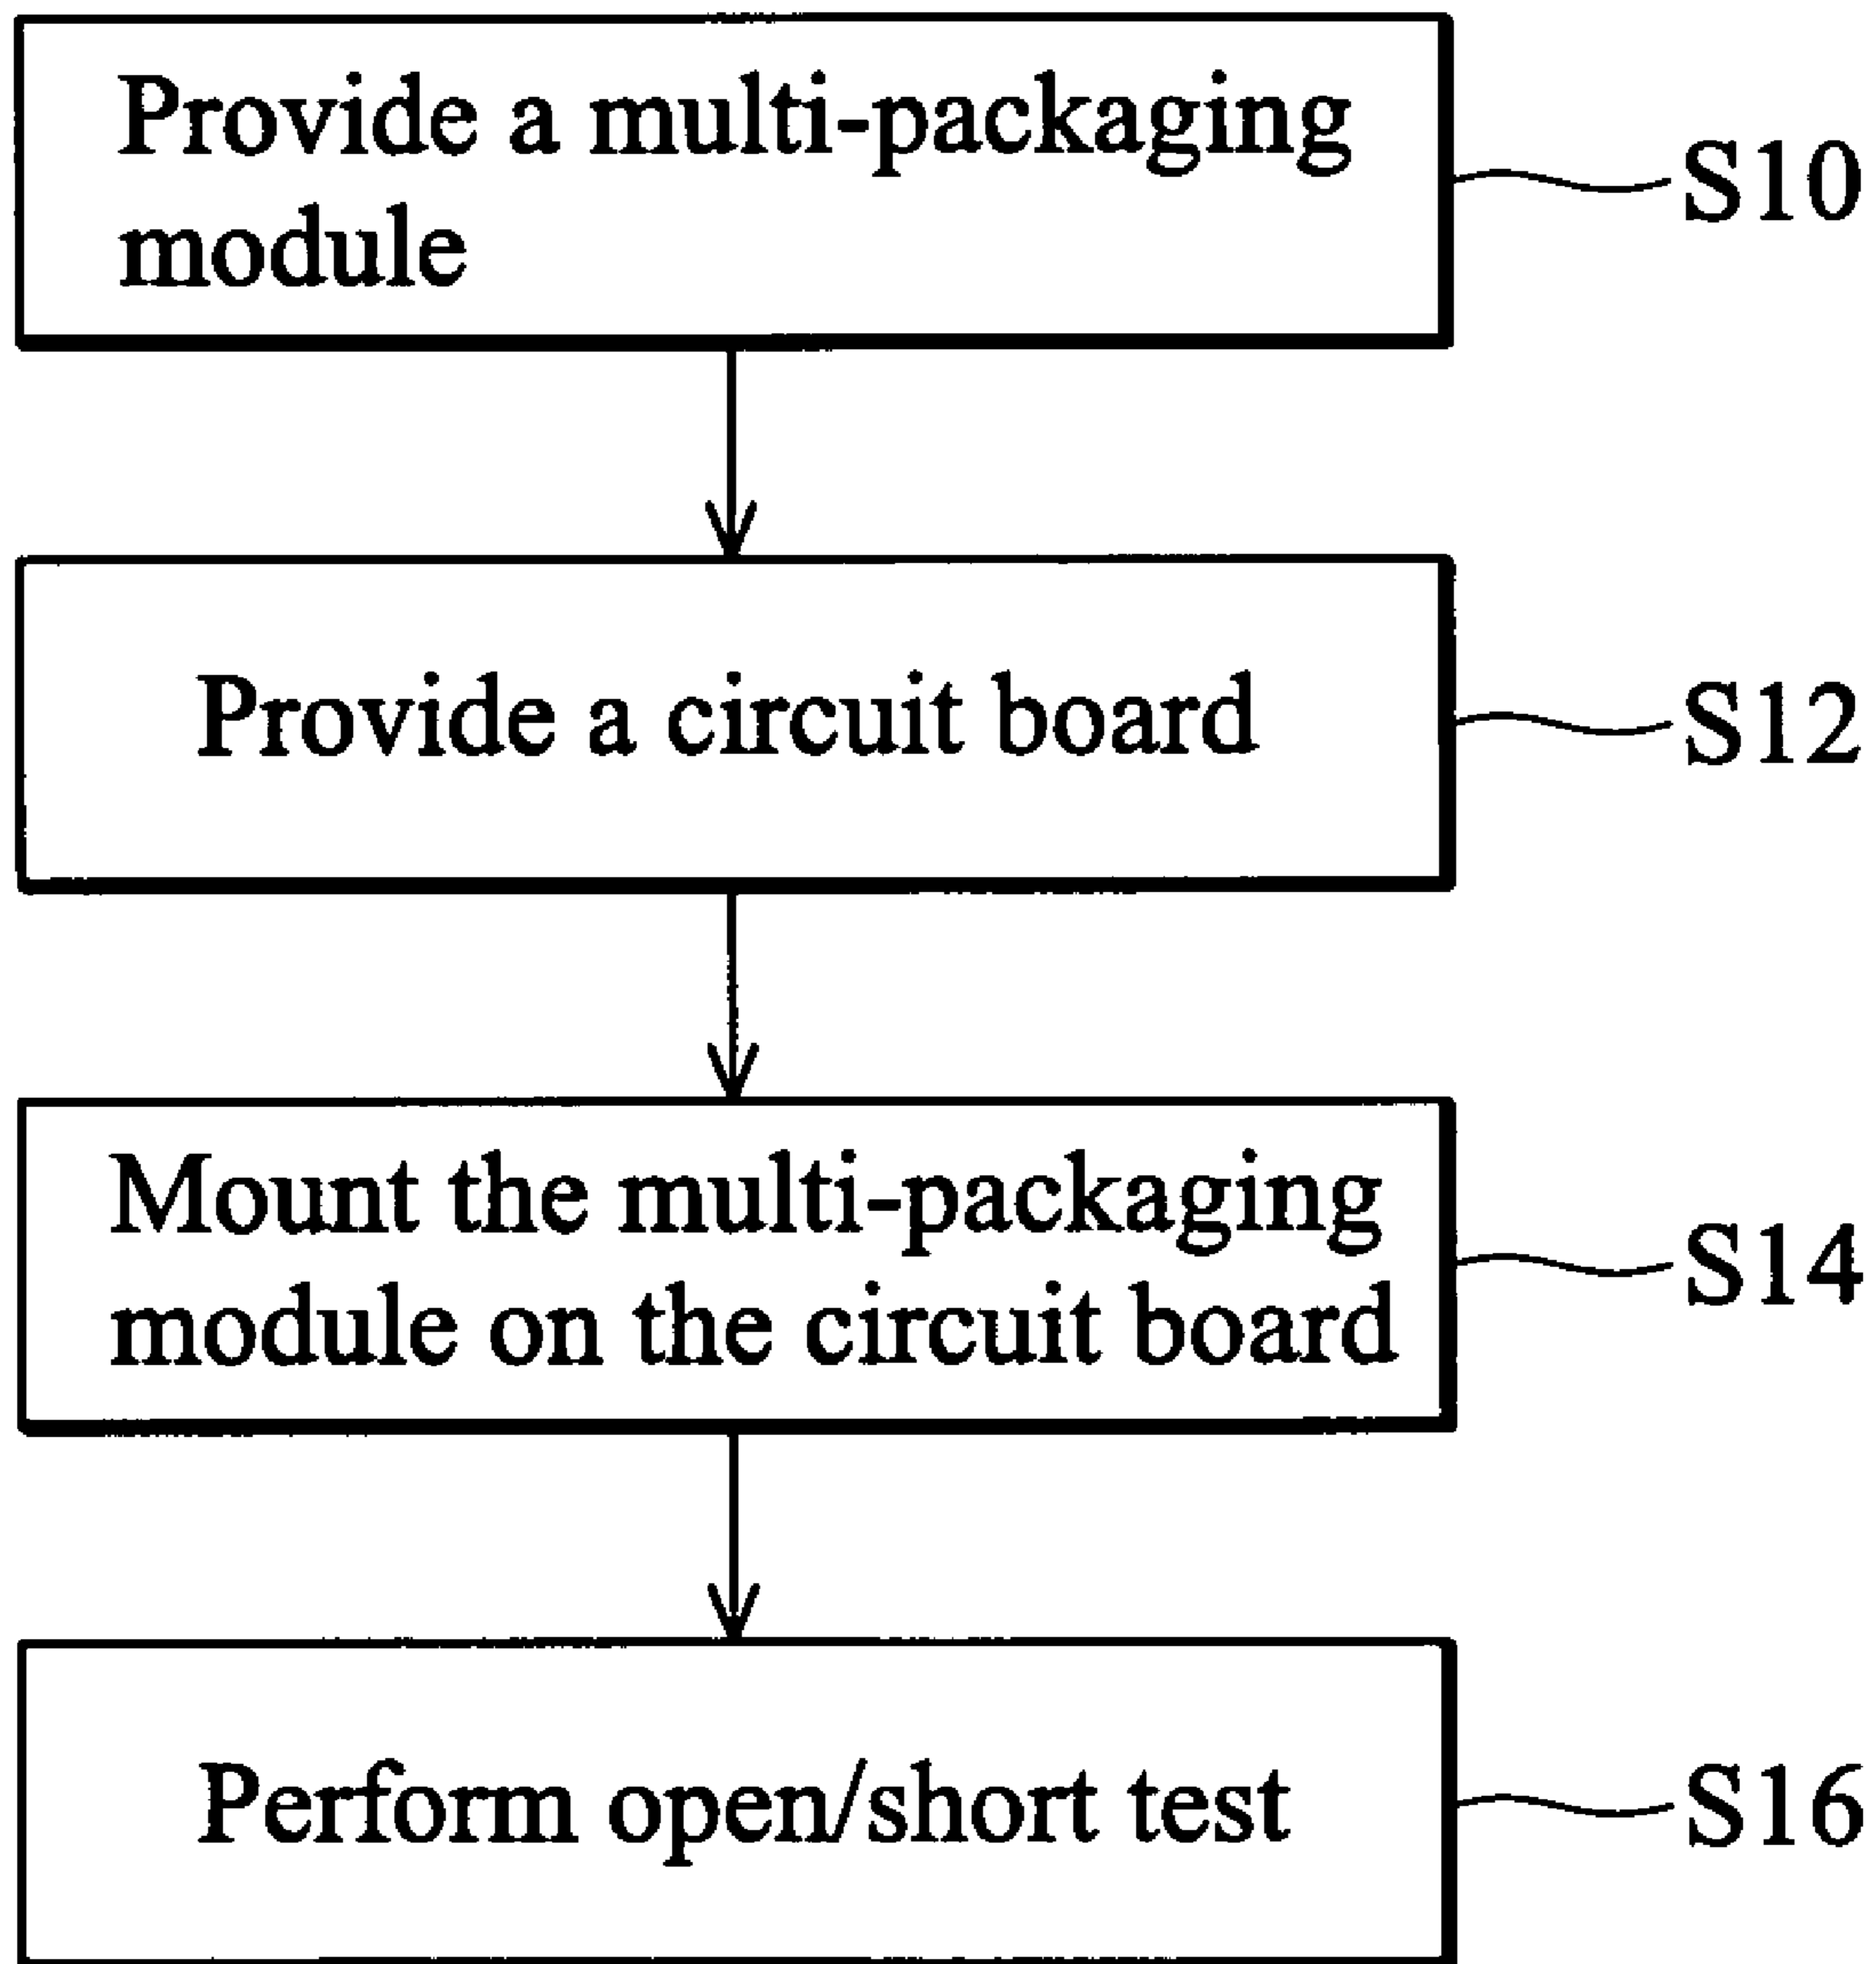 Provide a multi-packaging
module
S10
Provide a circuit board
S12
Mount the multi-packaging
module on the circuit board
S14
Perform open/short test
S16